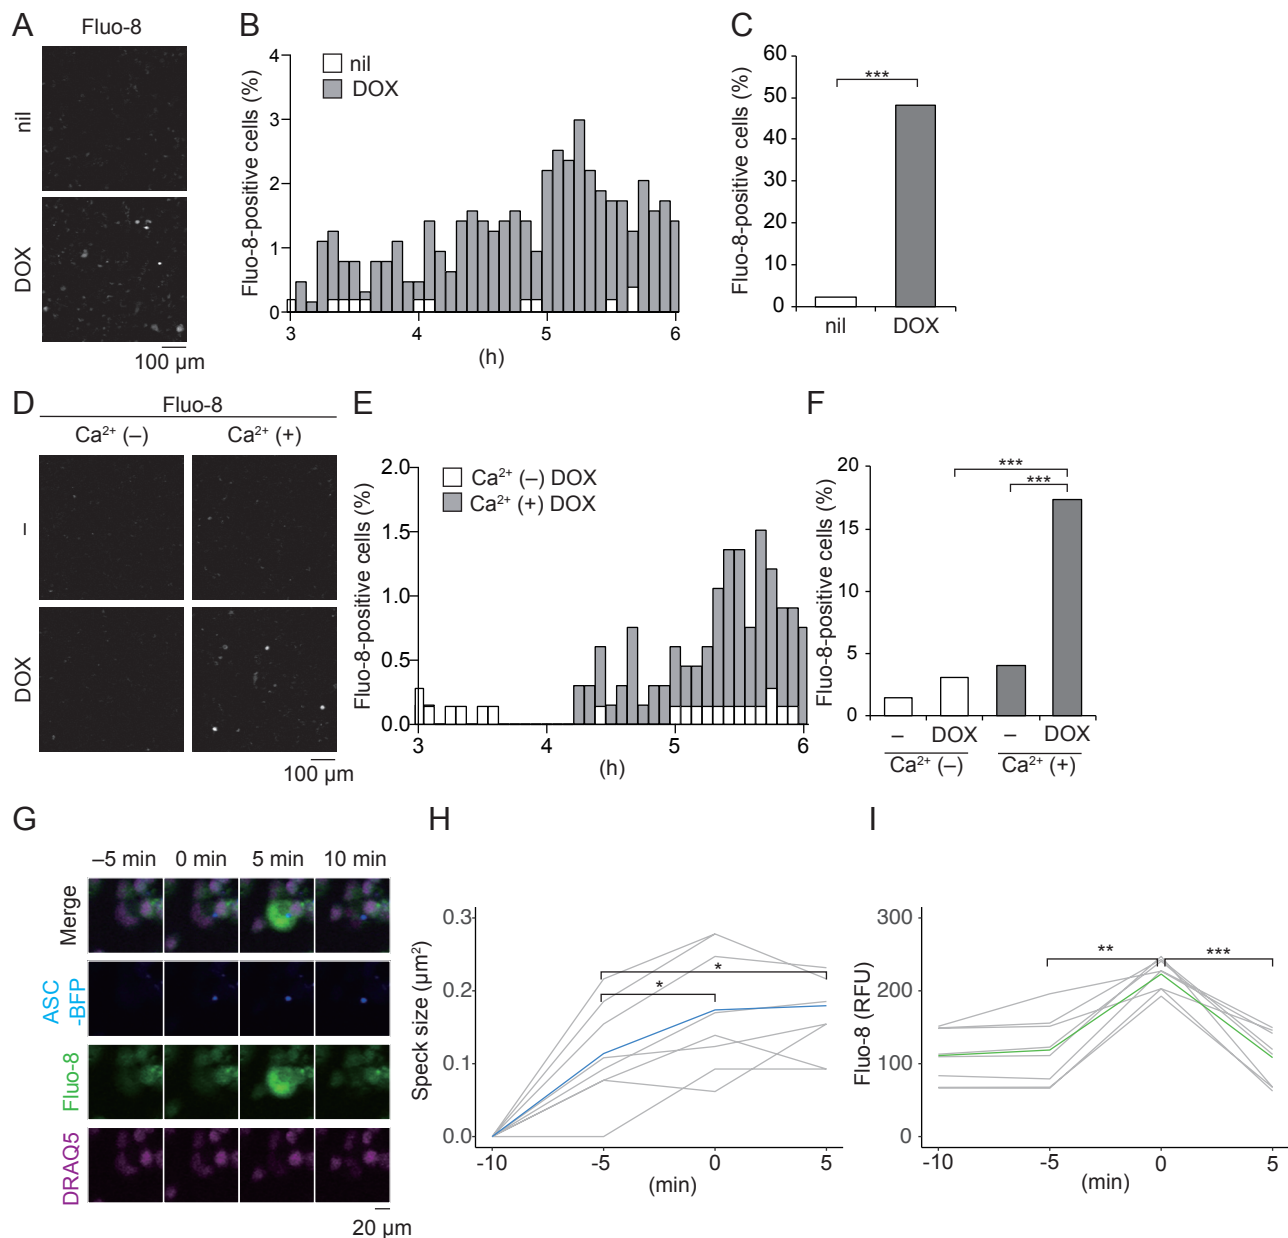 A
Fluo-8
nil
DOX
100 µm
B
Fluo-8-positive cells (%)
4
3
2
1
0
nil
DOX
3
4
5
6
(h)
C
Fluo-8-positive cells (%)
60
50
40
30
20
10
0
***
nil
DOX
D
Fluo-8
Ca²⁺ (–)
Ca²⁺ (+)
–
DOX
100 µm
E
Fluo-8-positive cells (%)
2.0
1.5
1.0
0.5
0.0
Ca²⁺ (–) DOX
Ca²⁺ (+) DOX
3
4
5
6
(h)
F
Fluo-8-positive cells (%)
20
15
10
5
0
***
***
–
DOX
–
DOX
Ca²⁺ (–)
Ca²⁺ (+)
G
–5 min
0 min
5 min
10 min
Merge
ASC
-BFP
Fluo-8
DRAQ5
20 µm
H
Speck size (µm²)
0.3
0.2
0.1
0.0
*
*
-10
-5
0
5
(min)
I
Fluo-8 (RFU)
300
200
100
0
**
***
-10
-5
0
5
(min)